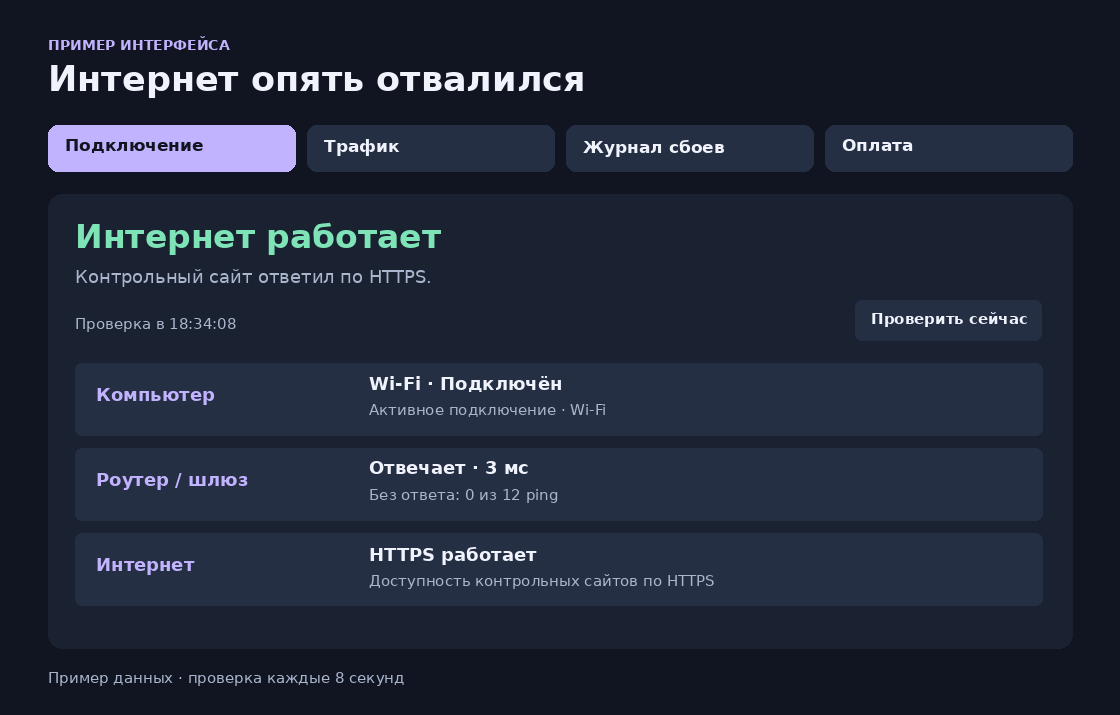 ПРИМЕР ИНТЕРФЕЙСА
Интернет опять отвалился
Подключение
Трафик
Журнал сбоев
Оплата
Интернет работает
Контрольный сайт ответил по HTTPS.
Проверка в 18:34:08
Проверить сейчас
Компьютер
Wi-Fi · Подключён
Активное подключение · Wi-Fi
Роутер / шлюз
Отвечает · 3 мс
Без ответа: 0 из 12 ping
Интернет
HTTPS работает
Доступность контрольных сайтов по HTTPS
Пример данных · проверка каждые 8 секунд